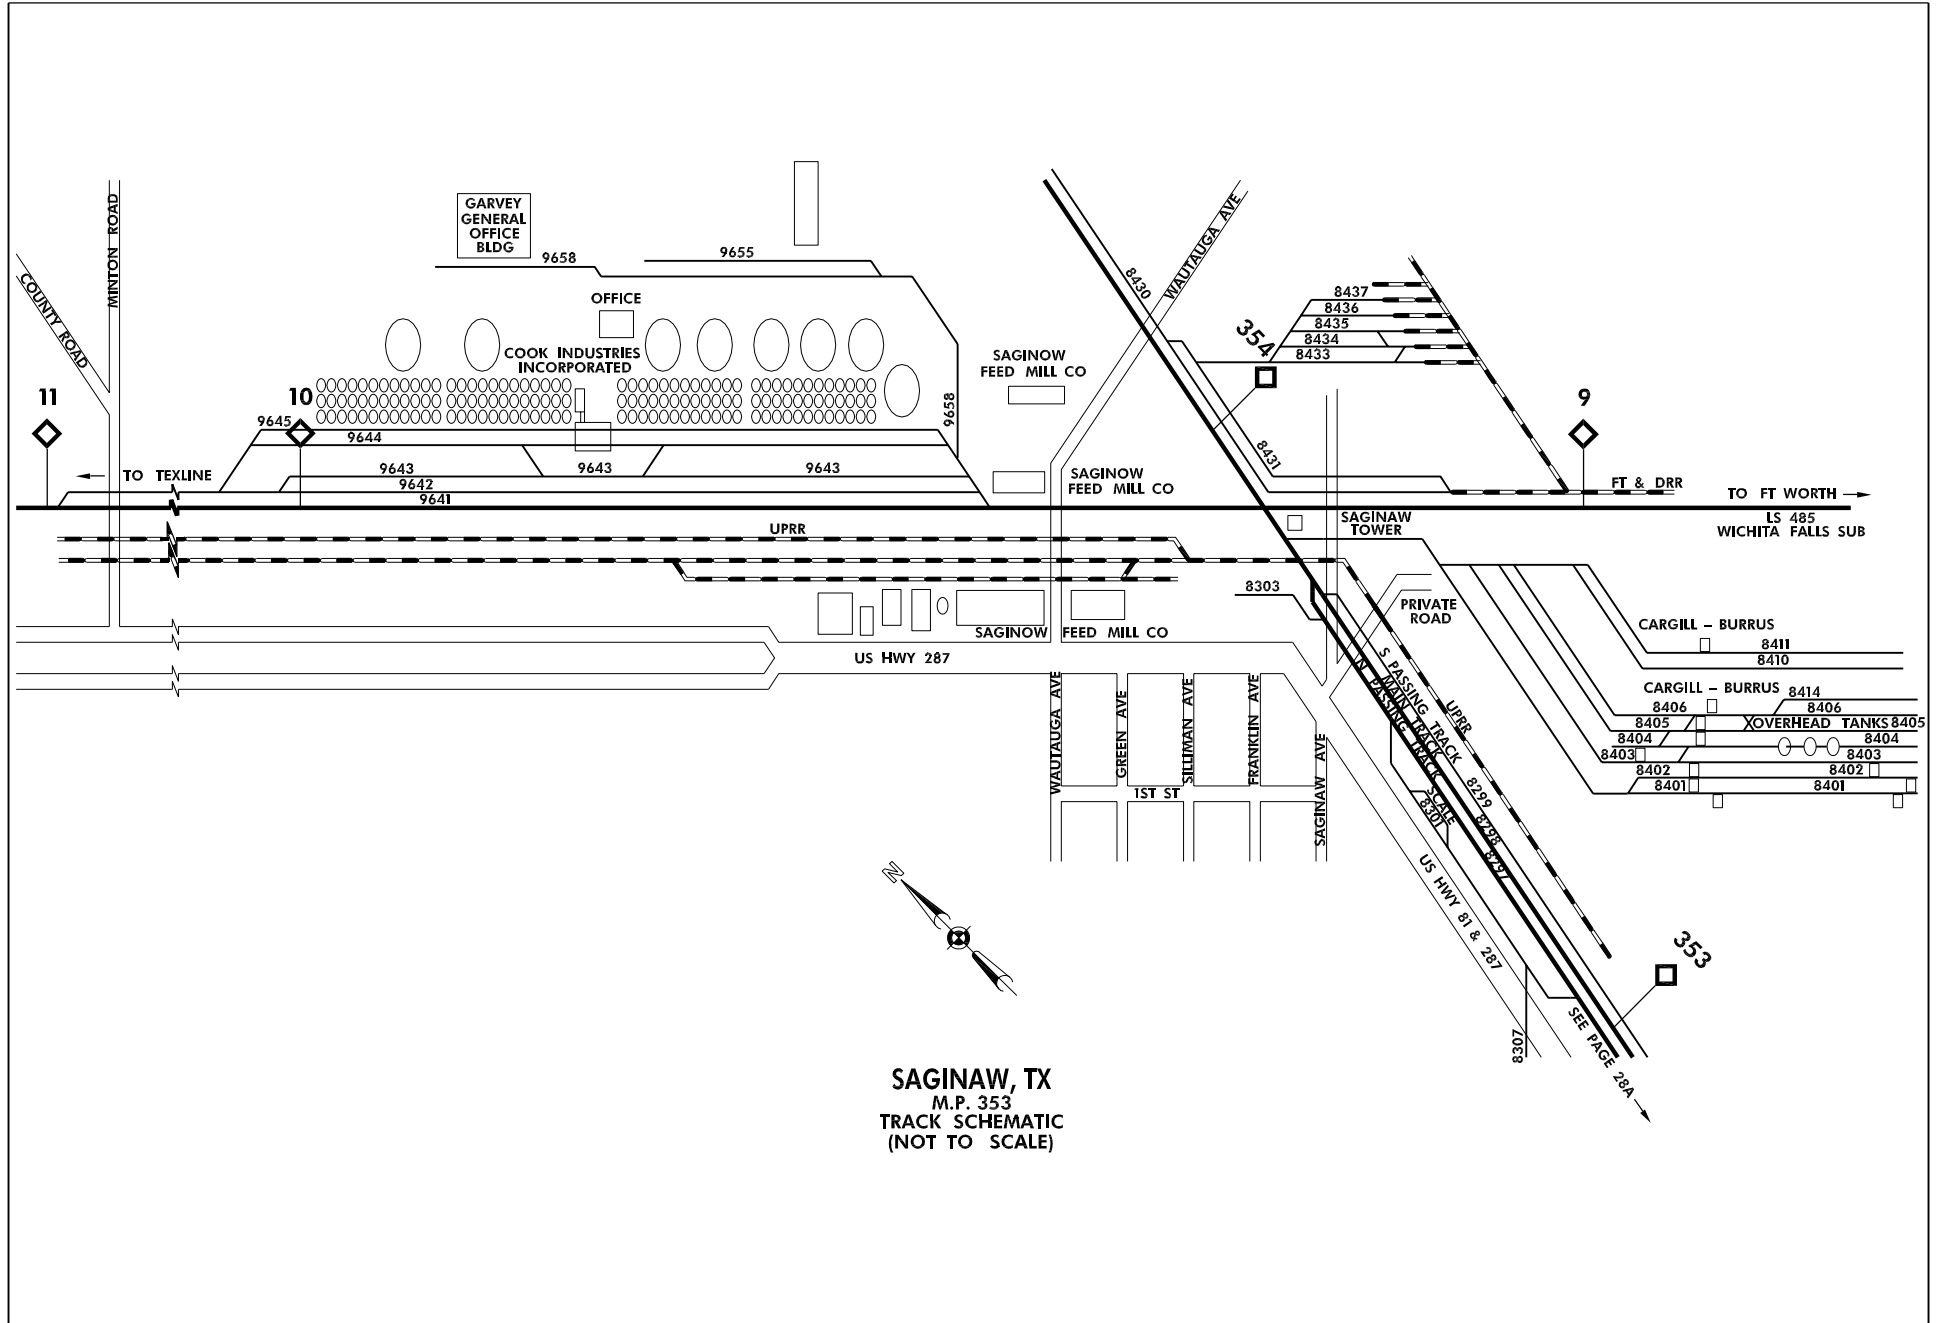 GARVEY
GENERAL
OFFICE
BLDG
MINTON ROAD
COUNTY ROAD
9658
9655
OFFICE
COOK INDUSTRIES
INCORPORATED
11
10
9645
9644
9643
9643
9643
9642
9641
9658
TO TEXLINE
SAGINOW
FEED MILL CO
SAGINOW
FEED MILL CO
WAUTAUGA AVE
8430
354
8437
8436
8435
8434
8433
8431
9
FT & DRR
TO FT WORTH
LS 485
WICHITA FALLS SUB
SAGINAW
TOWER
UPRR
8303
PRIVATE
ROAD
SAGINOW FEED MILL CO
US HWY 287
WAUTAUGA AVE
GREEN AVE
SILLIMAN AVE
FRANKLIN AVE
SAGINAW AVE
1ST ST
S PASSING TRACK
MAIN TRACK
N PASSING TRACK
SCALE
8301
UPRR
8299
8298
8297
CARGILL – BURRUS
8411
8410
CARGILL – BURRUS
8414
8406
8406
8405
OVERHEAD TANKS
8405
8404
8404
8403
8403
8402
8402
8401
8401
US HWY 81 & 287
353
8307
SEE PAGE 28A
N
SAGINAW, TX
M.P. 353
TRACK SCHEMATIC
(NOT TO SCALE)